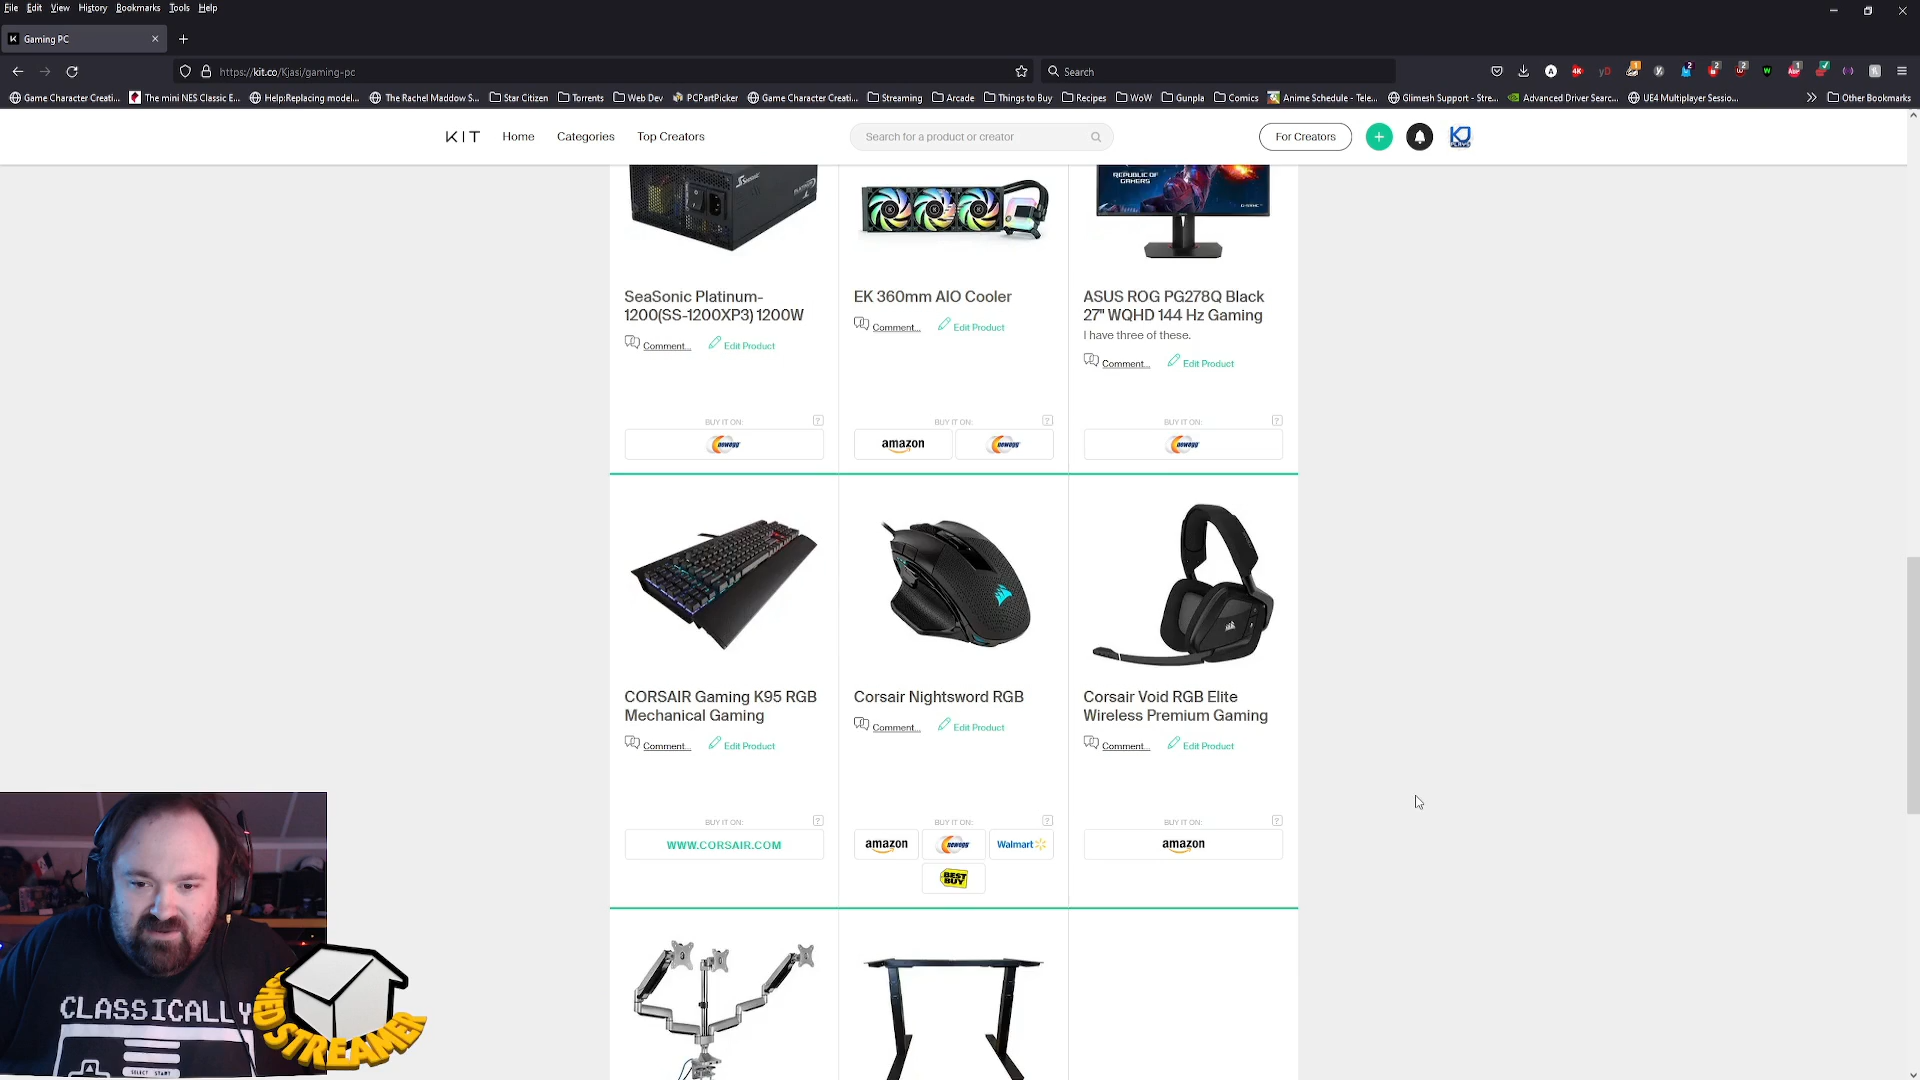 File Edit View History Bookmarks Tools Help
Gaming PC
https://kit.co/Kjasi/gaming-pc
Search
Game Character Creati...
The mini NES Classic E...
Help:Replacing model...
The Rachel Maddow S...
Star Citizen
Torrents
Web Dev
PCPartPicker
Game Character Creati...
Streaming
Arcade
Things to Buy
Recipes
WoW
Gunpla
Comics
Anime Schedule - Tele...
Glimesh Support - Stre...
Advanced Driver Searc...
UE4 Multiplayer Sessio...
Other Bookmarks
KIT
Home
Categories
Top Creators
Search for a product or creator
For Creators
SeaSonic Platinum-
1200(SS-1200XP3) 1200W
Comment...
Edit Product
BUY IT ON:
?
newegg
EK 360mm AIO Cooler
Comment...
Edit Product
BUY IT ON:
?
amazon
newegg
REPUBLIC OF
GAMERS
ASUS ROG PG278Q Black
27" WQHD 144 Hz Gaming
I have three of these.
Comment...
Edit Product
BUY IT ON:
?
newegg
CORSAIR Gaming K95 RGB
Mechanical Gaming
Comment...
Edit Product
BUY IT ON:
?
WWW.CORSAIR.COM
Corsair Nightsword RGB
Comment...
Edit Product
BUY IT ON:
?
amazon
newegg
Walmart
BEST
BUY
Corsair Void RGB Elite
Wireless Premium Gaming
Comment...
Edit Product
BUY IT ON:
?
amazon
CLASSICALLY
SELECT START
STREAMER